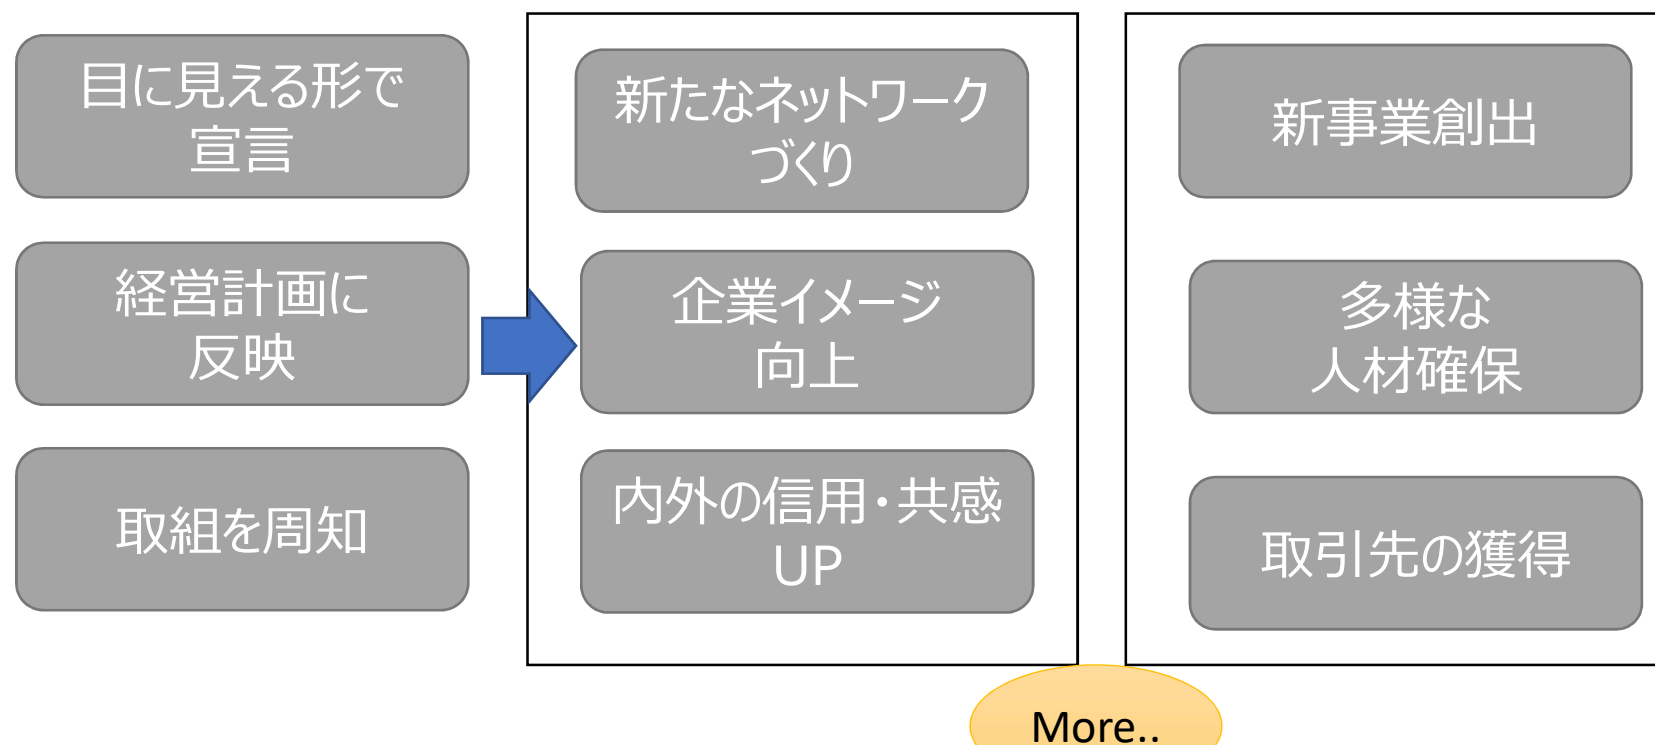 目に見える形で
宣言
経営計画に
反映
取組を周知
新たなネットワーク
づくり
企業イメージ
向上
内外の信用・共感
UP
新事業創出
多様な
人材確保
取引先の獲得
More..